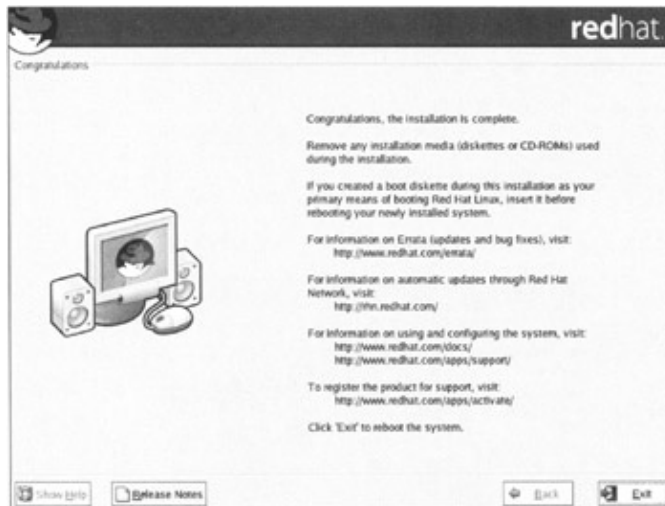 redhat.
Congratulations
Congratulations, the installation is complete.
Remove any installation media (diskettes or CD-ROMs) used
during the installation.
If you created a boot diskette during this installation as your
primary means of booting Red Hat Linux, insert it before
rebooting your newly installed system.
For information on Errata (updates and bug fixes), visit:
http://www.redhat.com/errata/
For information on automatic updates through Red Hat
Network, visit:
http://rhn.redhat.com/
For information on using and configuring the system, visit:
http://www.redhat.com/docs/
http://www.redhat.com/apps/support/
To register the product for support, visit:
http://www.redhat.com/apps/activate/
Click 'Exit' to reboot the system.
Show Help
Release Notes
Back
Exit